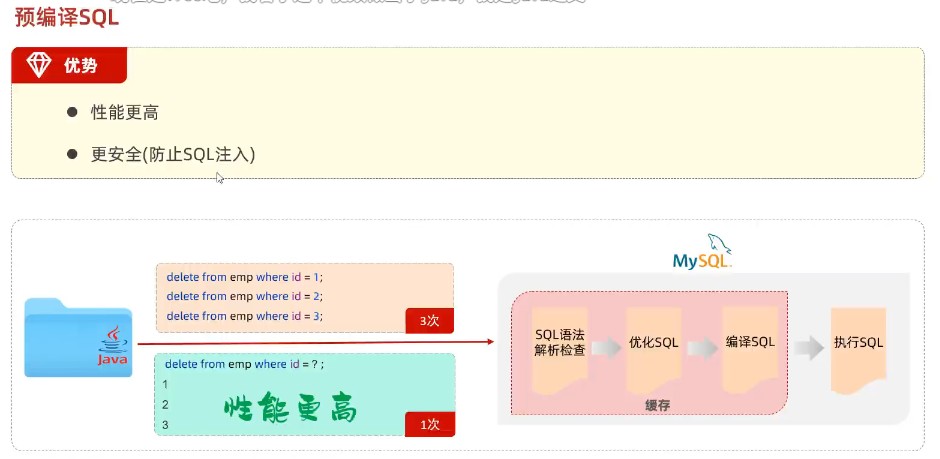 预编译SQL
优势
● 性能更高
● 更安全(防止SQL注入)
MySQL
delete from emp where id = 1;
delete from emp where id = 2;
delete from emp where id = 3;
3次
Java
delete from emp where id = ? ;
1
2
3
性能更高
1次
SQL语法
解析检查
优化SQL
编译SQL
执行SQL
缓存